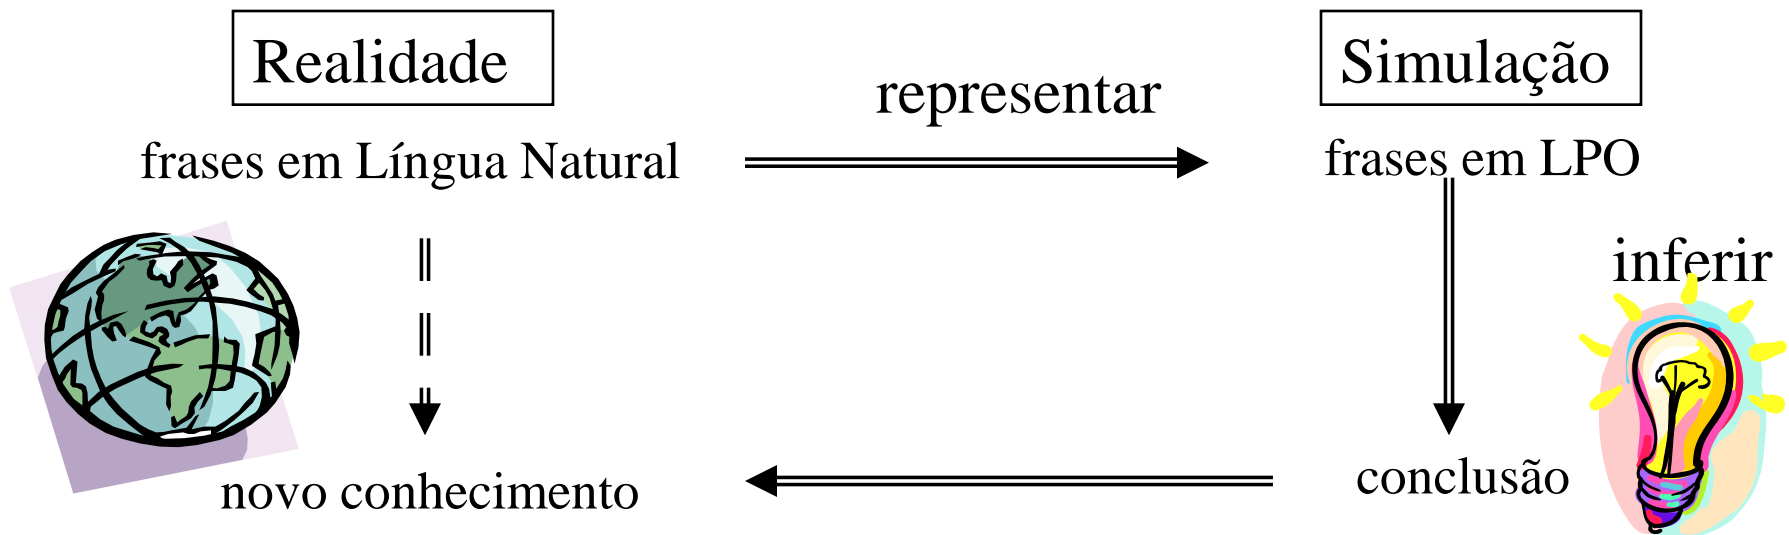 Realidade
Simulação
representar
frases em Língua Natural
frases em LPO
inferir
novo conhecimento
conclusão